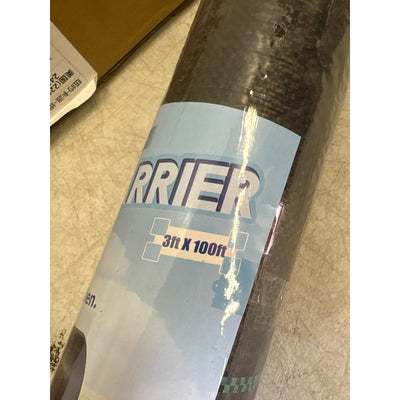 RRIER
3ft X 100ft
en.